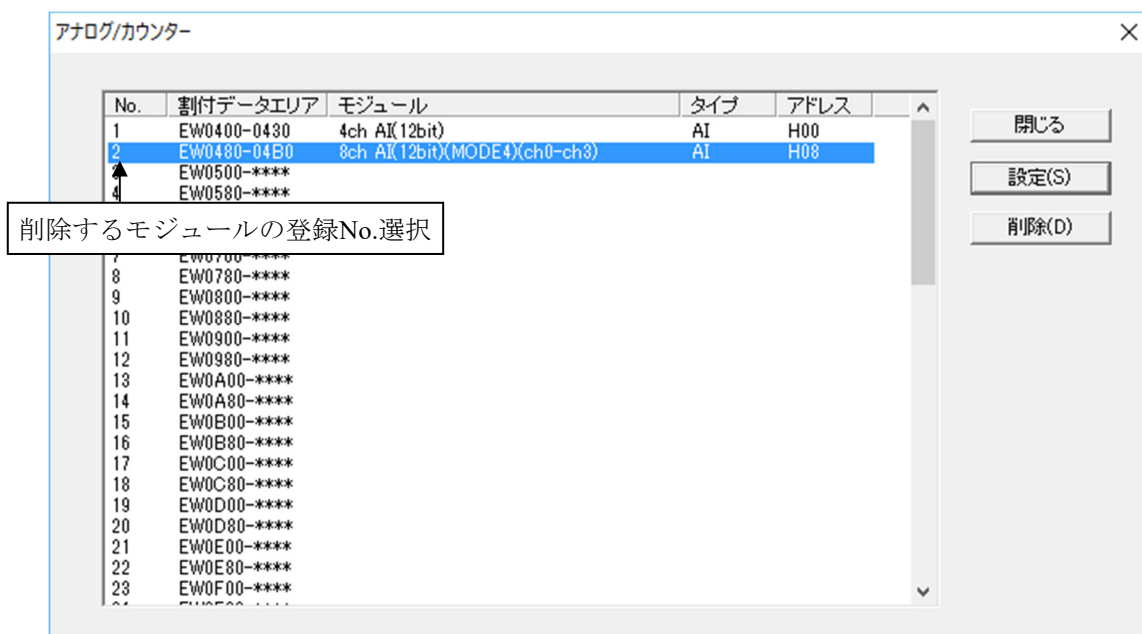 アナログ/カウンター
No. 割付データエリア モジュール タイプ アドレス
1 EW0400-0430 4ch AI(12bit) AI H00
2 EW0480-04B0 8ch AI(12bit)(MODE4)(ch0-ch3) AI H08
3 EW0500-****
4 EW0580-****
削除するモジュールの登録No.選択
7 EW0700-****
8 EW0780-****
9 EW0800-****
10 EW0880-****
11 EW0900-****
12 EW0980-****
13 EW0A00-****
14 EW0A80-****
15 EW0B00-****
16 EW0B80-****
17 EW0C00-****
18 EW0C80-****
19 EW0D00-****
20 EW0D80-****
21 EW0E00-****
22 EW0E80-****
23 EW0F00-****
閉じる
設定(S)
削除(D)